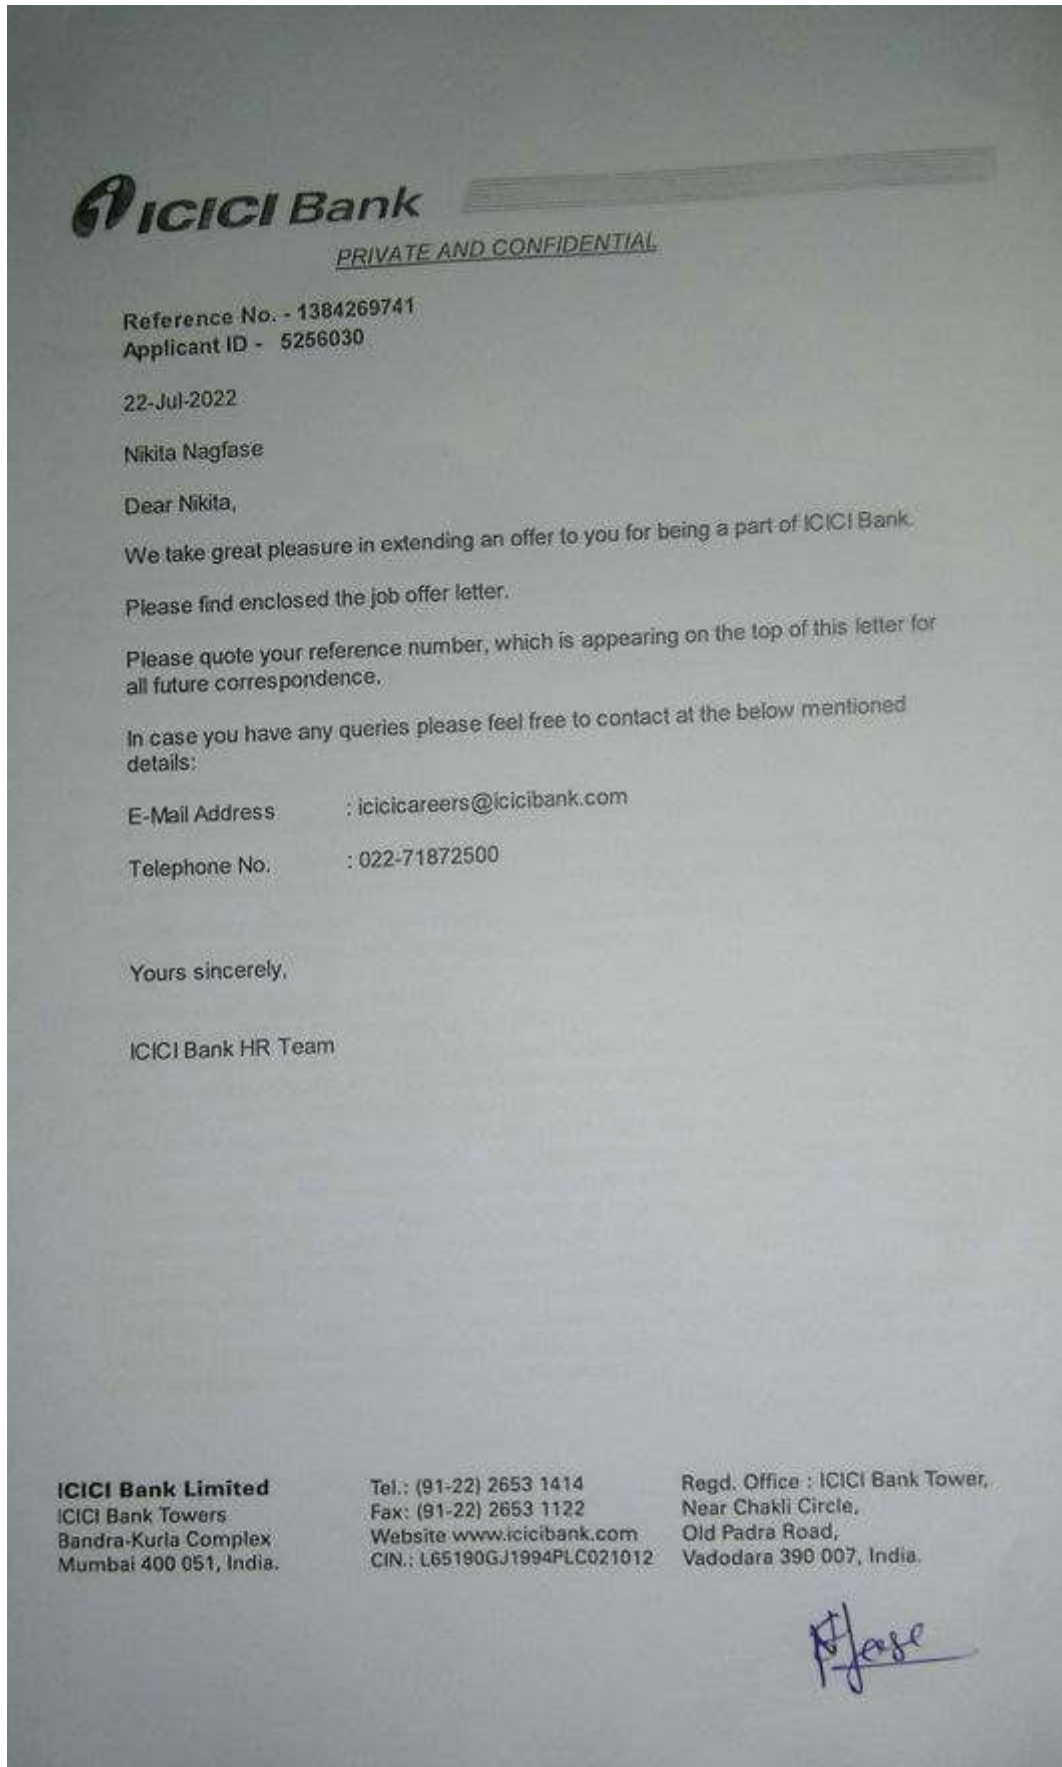 ICICI Bank
PRIVATE AND CONFIDENTIAL
Reference No. - 1384269741
Applicant ID - 5256030
22-Jul-2022
Nikita Nagfase
Dear Nikita,
We take great pleasure in extending an offer to you for being a part of ICICI Bank.
Please find enclosed the job offer letter.
Please quote your reference number, which is appearing on the top of this letter for
all future correspondence.
In case you have any queries please feel free to contact at the below mentioned
details:
E-Mail Address : icicicareers@icicibank.com
Telephone No. : 022-71872500
Yours sincerely,
ICICI Bank HR Team
ICICI Bank Limited
ICICI Bank Towers
Bandra-Kurla Complex
Mumbai 400 051, India.
Tel.: (91-22) 2653 1414
Fax: (91-22) 2653 1122
Website www.icicibank.com
CIN.: L65190GJ1994PLC021012
Regd. Office : ICICI Bank Tower,
Near Chakli Circle,
Old Padra Road,
Vadodara 390 007, India.